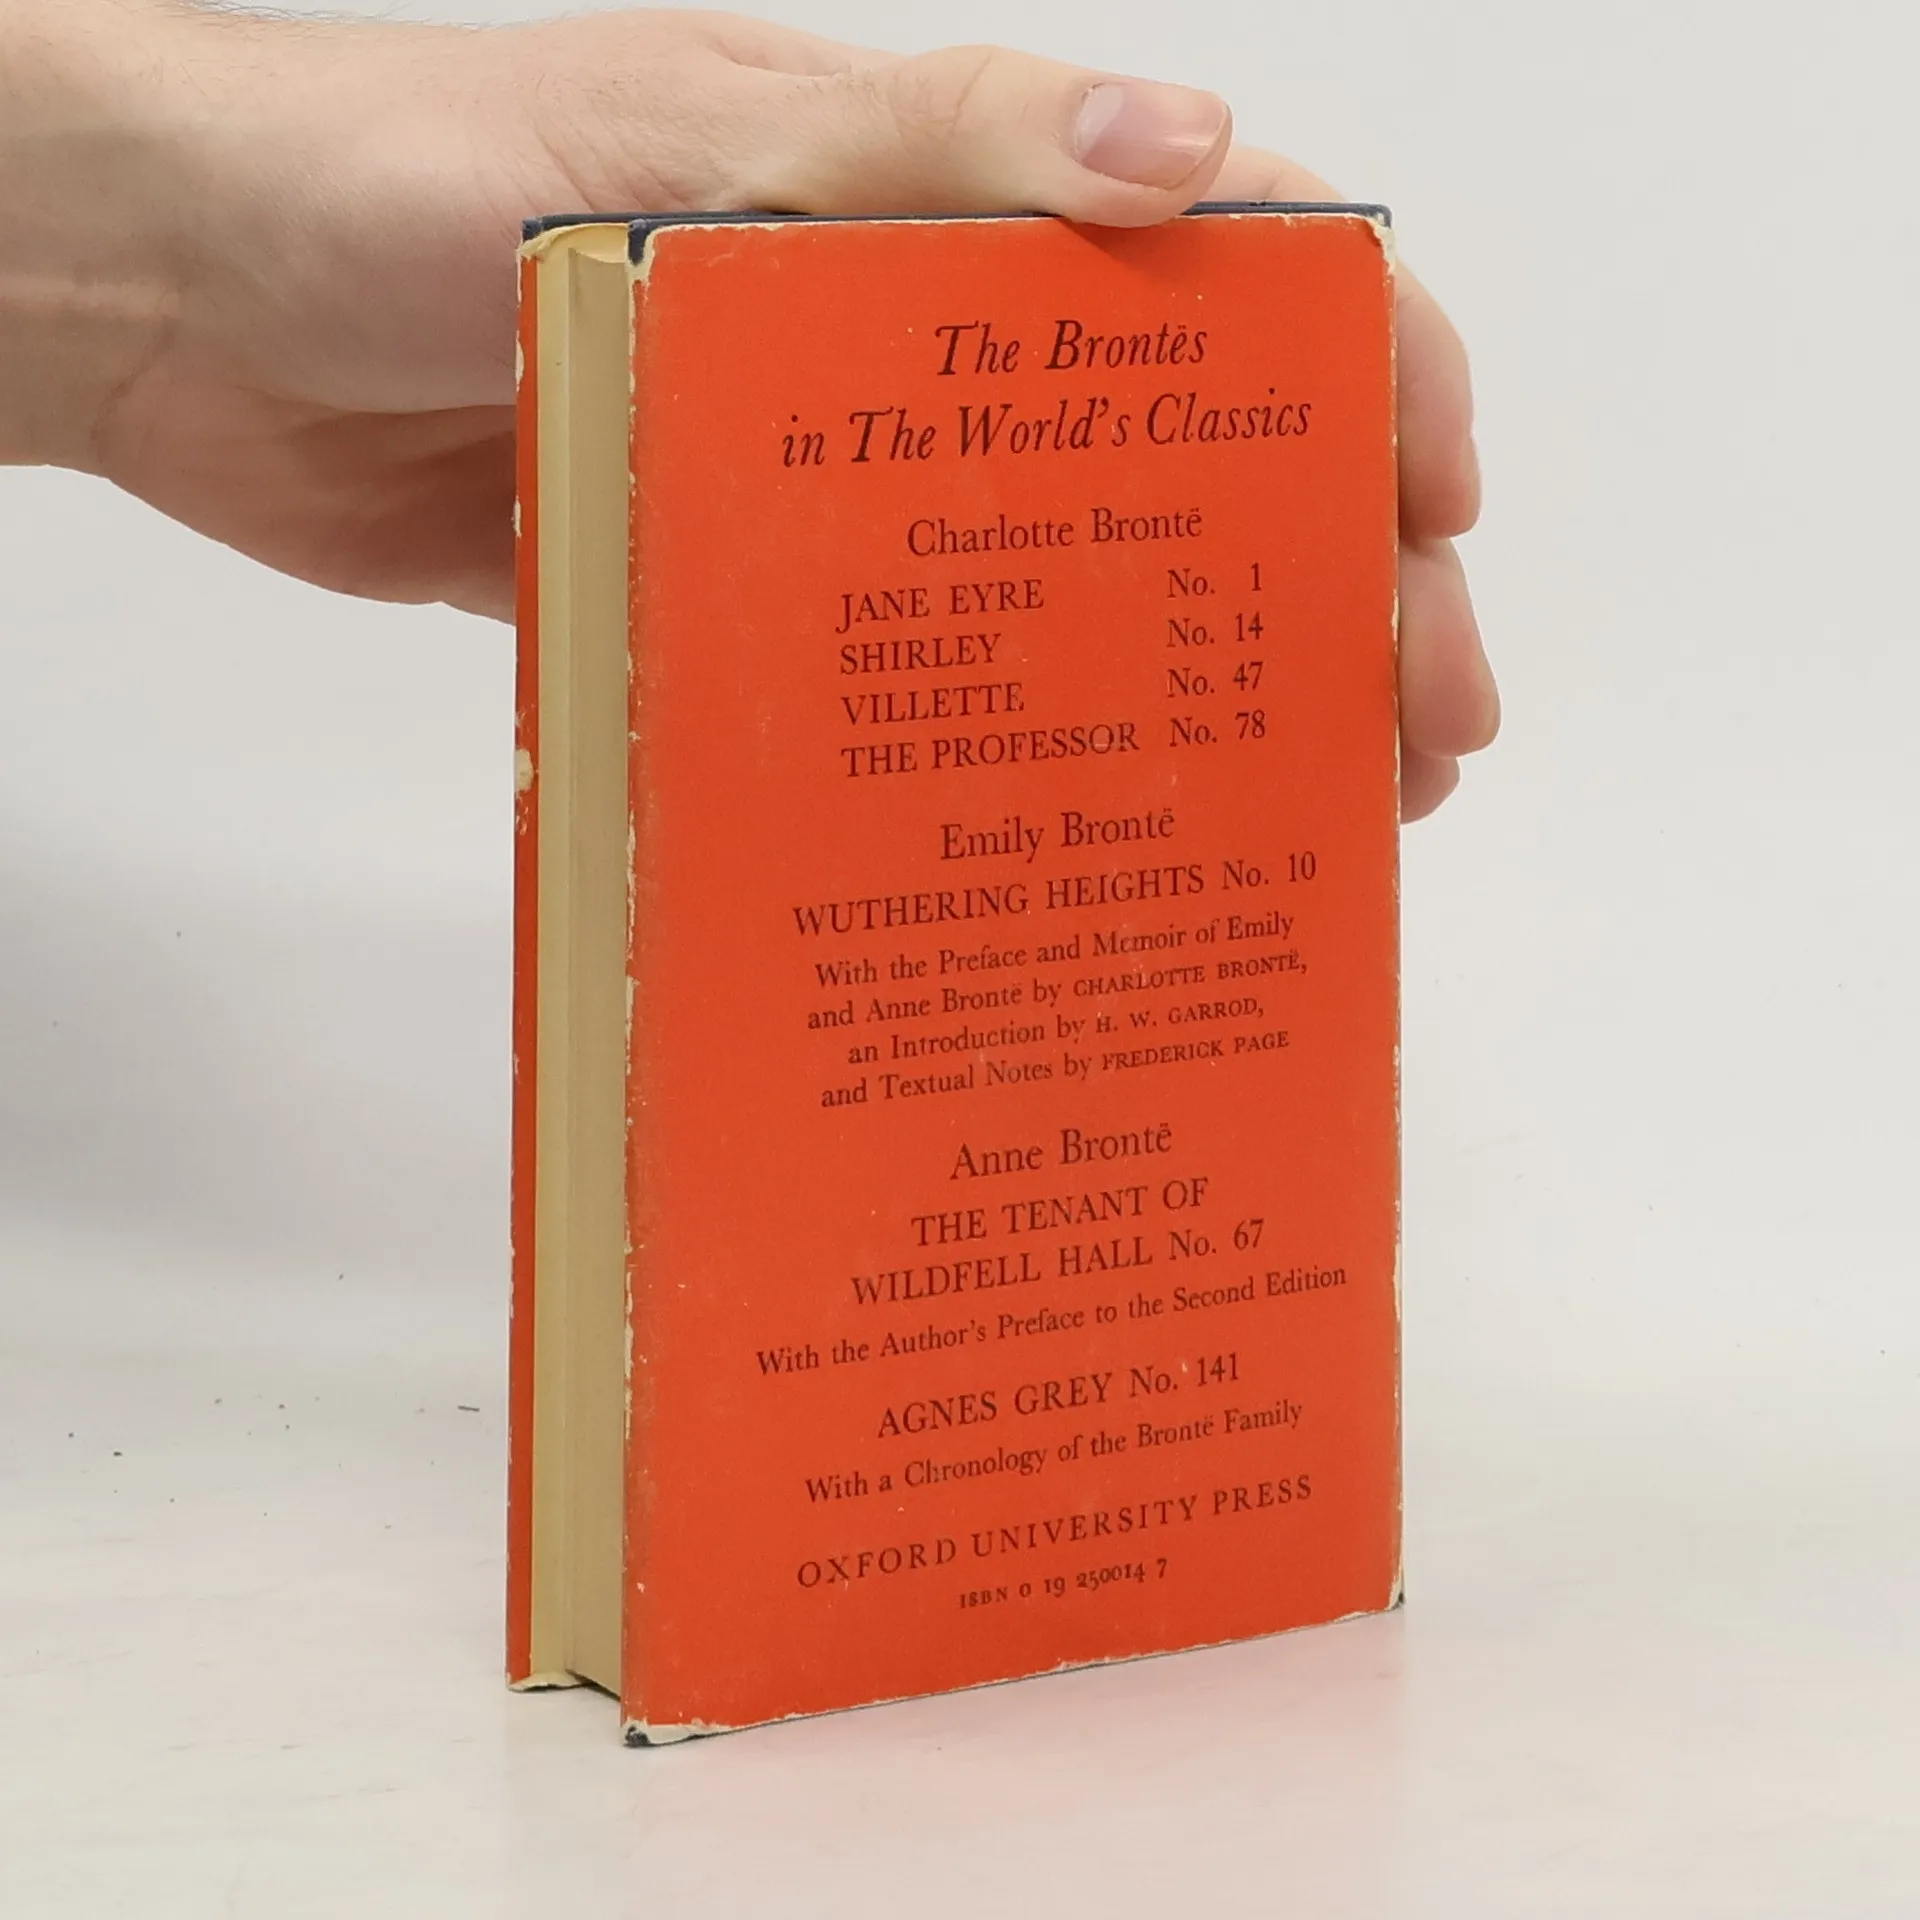 The Brontës
in The World's Classics
Charlotte Brontë
JANE EYRE No. 1
SHIRLEY No. 14
VILLETTE No. 47
THE PROFESSOR No. 78
Emily Brontë
WUTHERING HEIGHTS No. 10
With the Preface and Memoir of Emily
and Anne Brontë by CHARLOTTE BRONTË,
an Introduction by H. W. GARROD,
and Textual Notes by FREDERICK PAGE
Anne Brontë
THE TENANT OF
WILDFELL HALL No. 67
With the Author's Preface to the Second Edition
AGNES GREY No. 141
With a Chronology of the Brontë Family
OXFORD UNIVERSITY PRESS
ISBN 0 19 250014 7